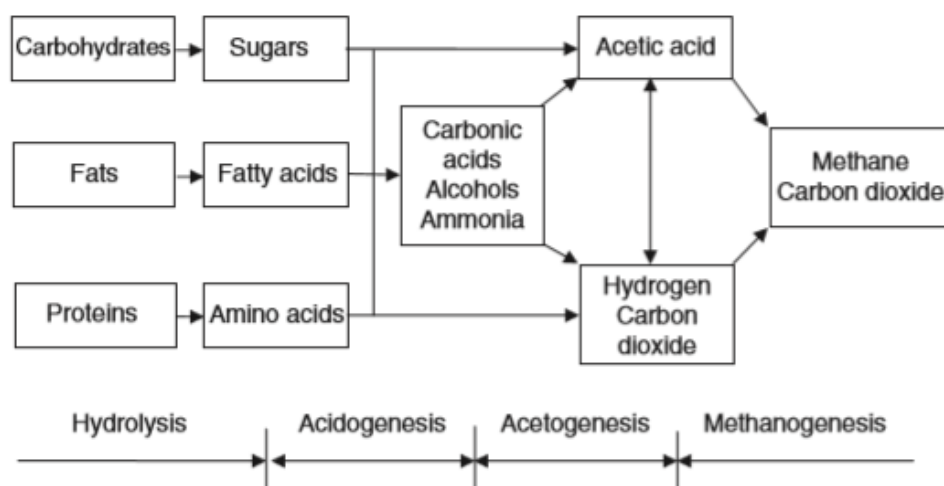 Carbohydrates
Sugars
Acetic acid
Fats
Fatty acids
Carbonic
acids
Alcohols
Ammonia
Methane
Carbon dioxide
Proteins
Amino acids
Hydrogen
Carbon
dioxide
Hydrolysis
Acidogenesis
Acetogenesis
Methanogenesis